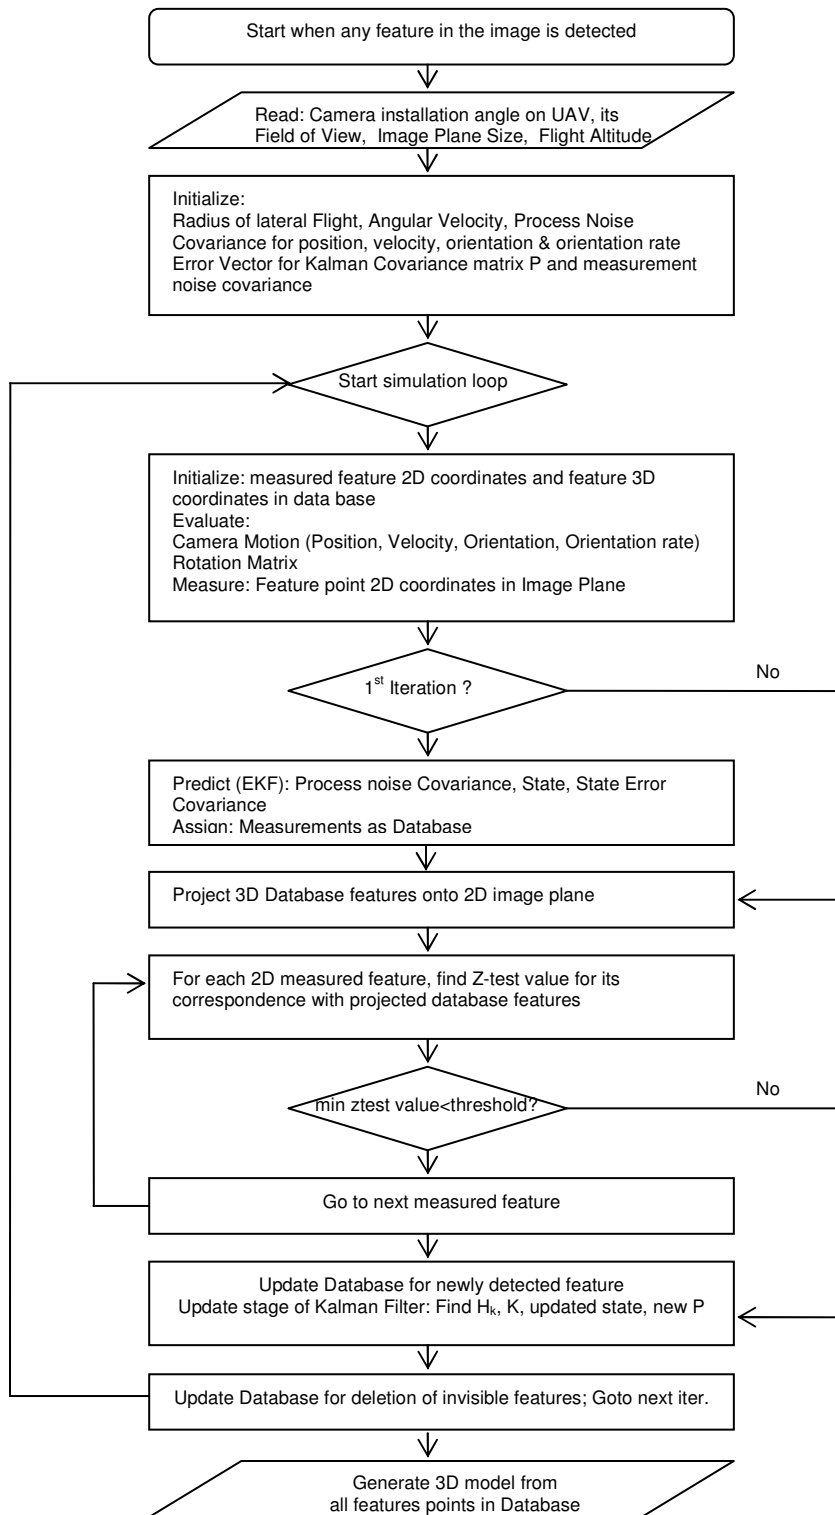 Start when any feature in the image is detected
Read: Camera installation angle on UAV, its
Field of View, Image Plane Size, Flight Altitude
Initialize:
Radius of lateral Flight, Angular Velocity, Process Noise
Covariance for position, velocity, orientation & orientation rate
Error Vector for Kalman Covariance matrix P and measurement
noise covariance
Start simulation loop
Initialize: measured feature 2D coordinates and feature 3D
coordinates in data base
Evaluate:
Camera Motion (Position, Velocity, Orientation, Orientation rate)
Rotation Matrix
Measure: Feature point 2D coordinates in Image Plane
1st Iteration ?
No
Predict (EKF): Process noise Covariance, State, State Error
Covariance
Assign: Measurements as Database
Project 3D Database features onto 2D image plane
For each 2D measured feature, find Z-test value for its
correspondence with projected database features
min ztest value<threshold?
No
Go to next measured feature
Update Database for newly detected feature
Update stage of Kalman Filter: Find Hk, K, updated state, new P
Update Database for deletion of invisible features; Goto next iter.
Generate 3D model from
all features points in Database